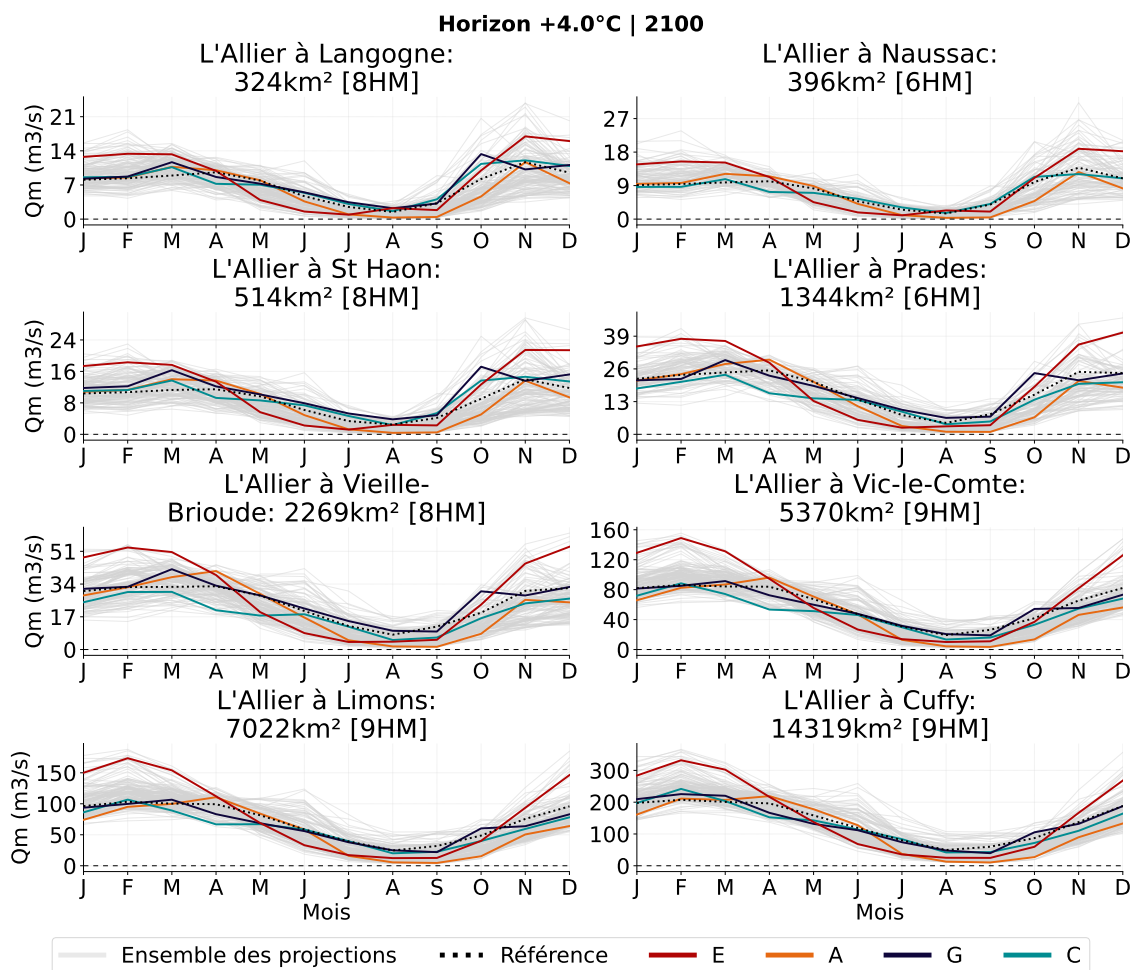 Horizon +4.0°C | 2100
L'Allier à Langogne:
324km² [8HM]
Qm (m3/s)
21
14
7
0
J F M A M J J A S O N D
L'Allier à Naussac:
396km² [6HM]
27
18
9
0
J F M A M J J A S O N D
L'Allier à St Haon:
514km² [8HM]
Qm (m3/s)
24
16
8
0
J F M A M J J A S O N D
L'Allier à Prades:
1344km² [6HM]
39
26
13
0
J F M A M J J A S O N D
L'Allier à Vieille-
Brioude: 2269km² [8HM]
Qm (m3/s)
51
34
17
0
J F M A M J J A S O N D
L'Allier à Vic-le-Comte:
5370km² [9HM]
160
120
80
40
0
J F M A M J J A S O N D
L'Allier à Limons:
7022km² [9HM]
Qm (m3/s)
150
100
50
0
J F M A M J J A S O N D
Mois
L'Allier à Cuffy:
14319km² [9HM]
300
200
100
0
J F M A M J J A S O N D
Mois
Ensemble des projections Référence E A G C